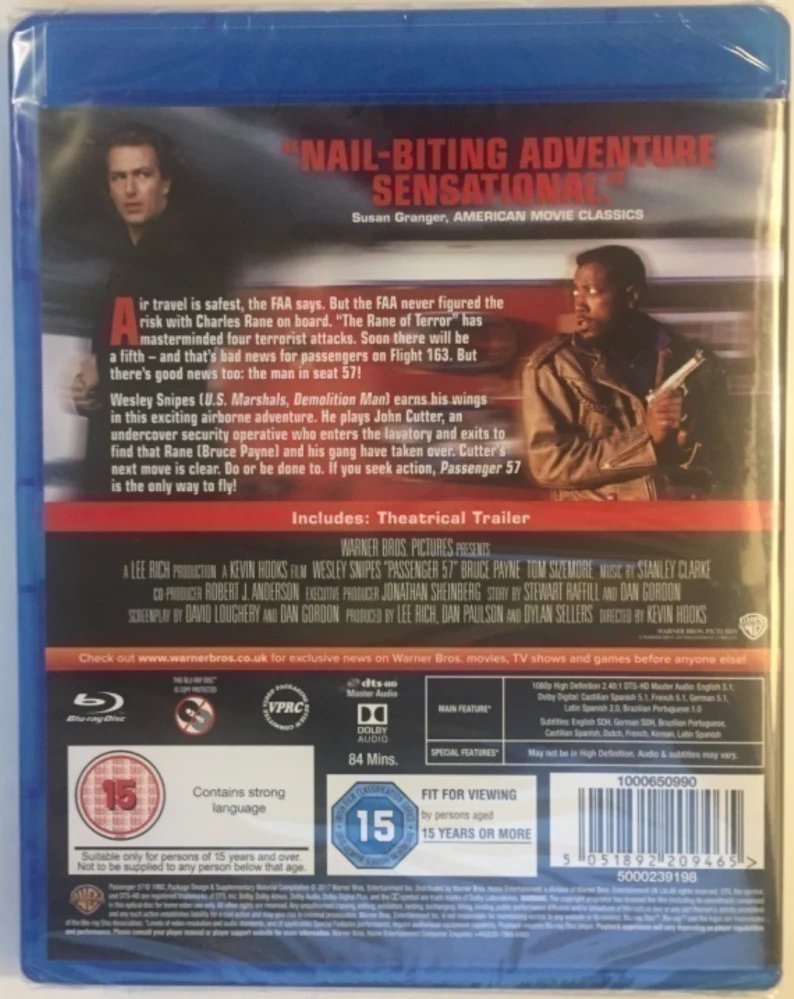 "NAIL-BITING ADVENTURE
SENSATIONAL."
Susan Granger, AMERICAN MOVIE CLASSICS
Air travel is safest, the FAA says. But the FAA never figured the
risk with Charles Rane on board. "The Rane of Terror" has
masterminded four terrorist attacks. Soon there will be
a fifth – and that's bad news for passengers on Flight 163. But
there's good news too: the man in seat 57!
Wesley Snipes (U.S. Marshals, Demolition Man) earns his wings
in this exciting airborne adventure. He plays John Cutter, an
undercover security operative who enters the lavatory and exits to
find that Rane (Bruce Payne) and his gang have taken over. Cutter's
next move is clear. Do or be done to. If you seek action, Passenger 57
is the only way to fly!
Includes: Theatrical Trailer
WARNER BROS. PICTURES PRESENTS
A LEE RICH PRODUCTION A KEVIN HOOKS FILM WESLEY SNIPES "PASSENGER 57" BRUCE PAYNE TOM SIZEMORE MUSIC BY STANLEY CLARKE
CO-PRODUCER ROBERT J. ANDERSON EXECUTIVE PRODUCER JONATHAN SHEINBERG STORY BY STEWART RAFFILL AND DAN GORDON
SCREENPLAY BY DAVID LOUGHERY AND DAN GORDON PRODUCED BY LEE RICH, DAN PAULSON AND DYLAN SELLERS DIRECTED BY KEVIN HOOKS
WARNER BROS. PICTURES
Check out www.warnerbros.co.uk for exclusive news on Warner Bros. movies, TV shows and games before anyone else!
Blu-ray Disc
THIS BLU-RAY DISC™
IS COPY PROTECTED
VIDEO PACKAGING REVIEW COMMITTEE
VPRC
dts-HD
Master Audio
DOLBY
AUDIO
84 Mins.
MAIN FEATURE*
1080p High Definition 2.40:1 DTS-HD Master Audio: English 5.1;
Dolby Digital: Castilian Spanish 5.1, French 5.1, German 5.1,
Latin Spanish 2.0, Brazilian Portuguese 1.0
Subtitles: English SDH, German SDH, Brazilian Portuguese,
Castilian Spanish, Dutch, French, Korean, Latin Spanish
SPECIAL FEATURES*
May not be in High Definition. Audio & subtitles may vary.
15
Contains strong
language
Suitable only for persons of 15 years and over.
Not to be supplied to any person below that age.
15
FIT FOR VIEWING
by persons aged
15 YEARS OR MORE
1000650990
5 051892 209465 >
5000239198